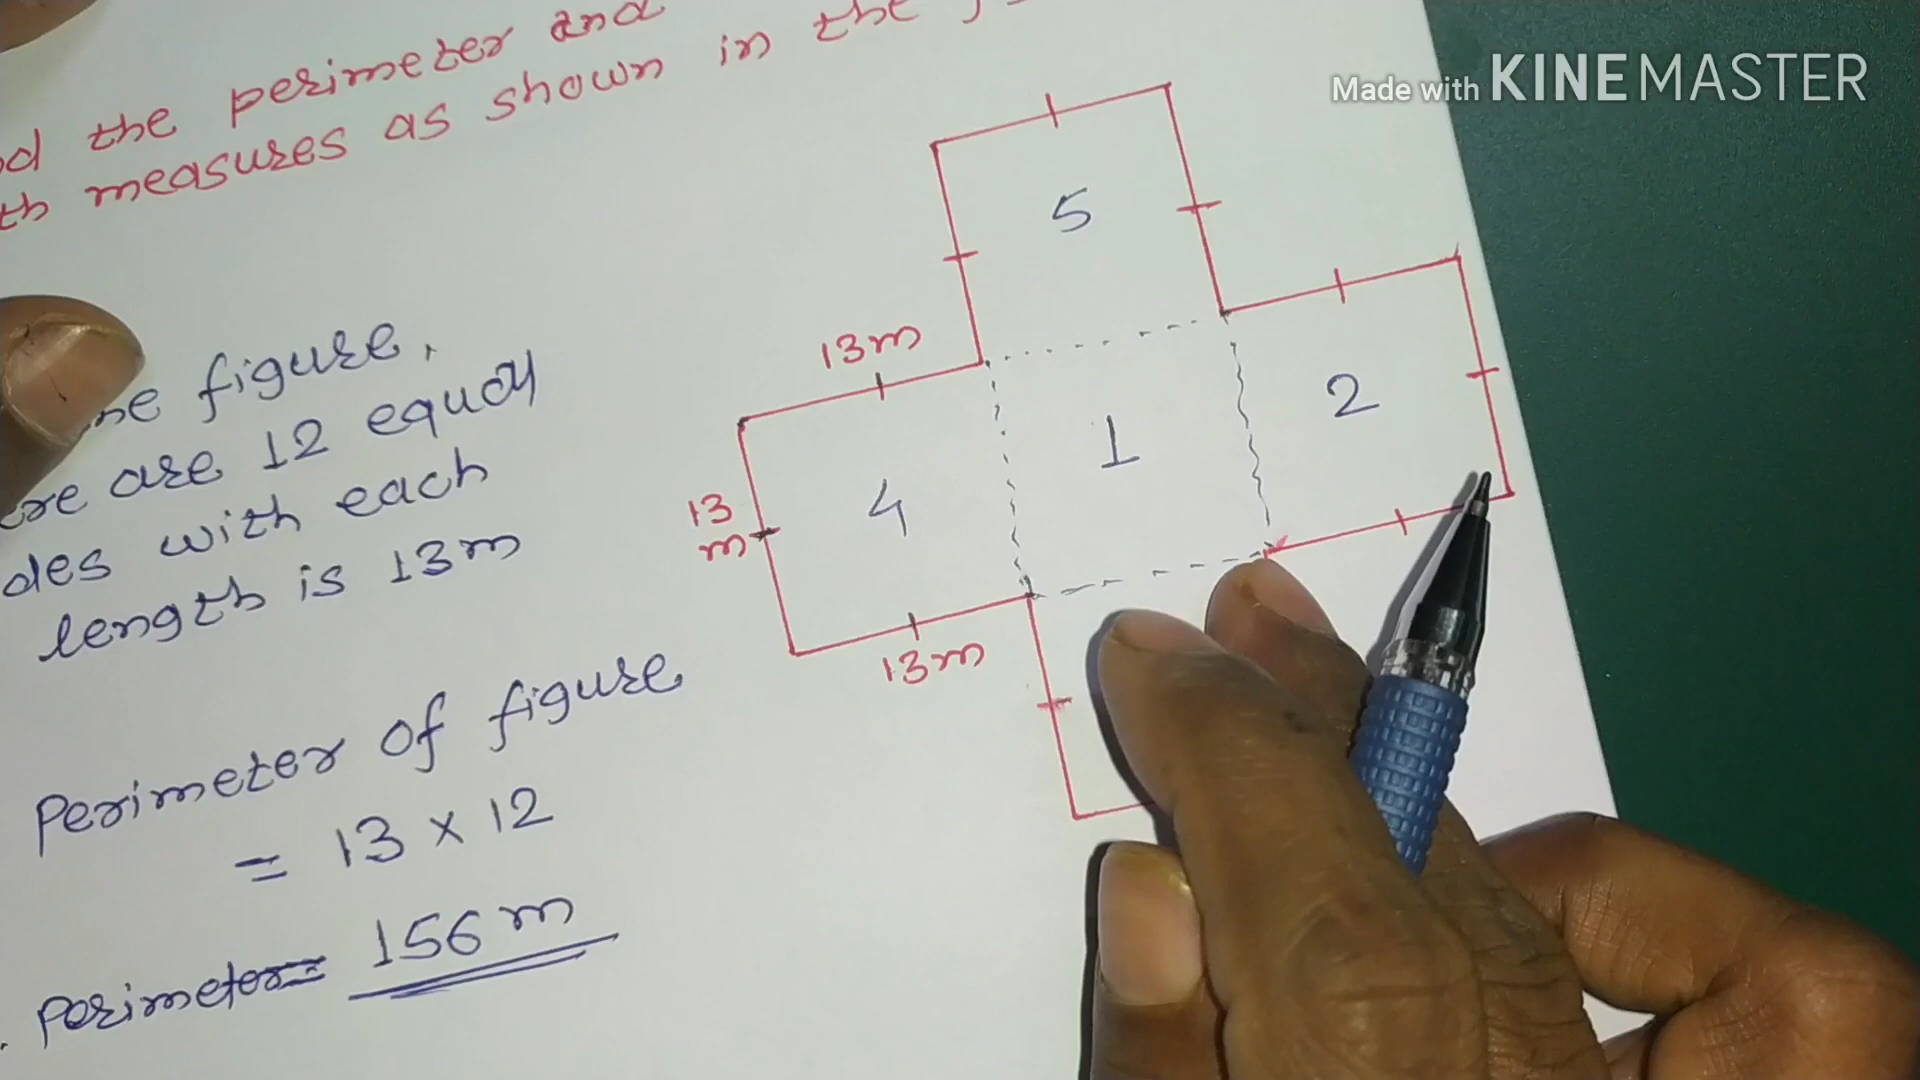 the perimeter and
measures as shown in the
Made with KINEMASTER
figure.
are 12 equal
with each
length is 13m
Perimeter of figure
= 13 x 12
Perimeter= 156 m
5
13m
13
m
4
1
2
13m